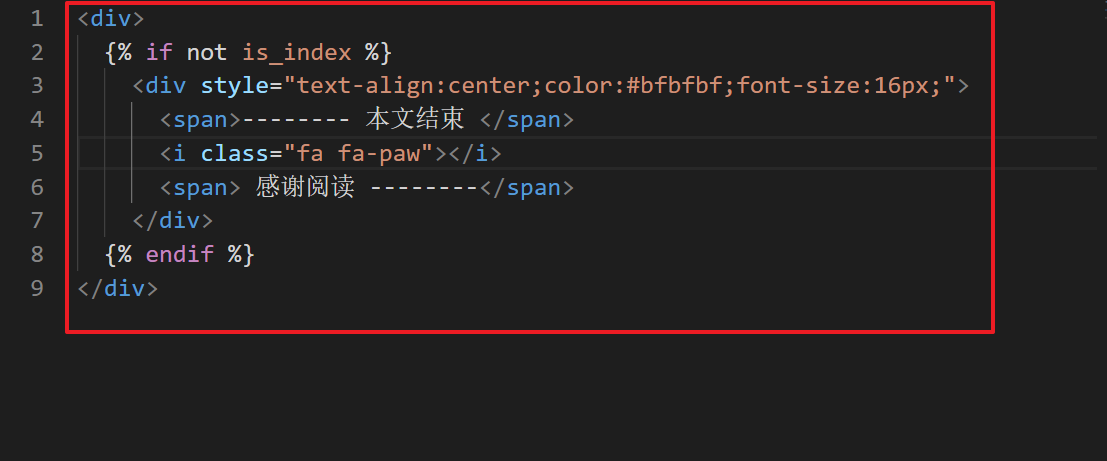 1 <div>
2 {% if not is_index %}
3 <div style="text-align:center;color:#bfbfbf;font-size:16px;">
4 <span>-------- 本文结束 </span>
5 <i class="fa fa-paw"></i>
6 <span> 感谢阅读 --------</span>
7 </div>
8 {% endif %}
9 </div>